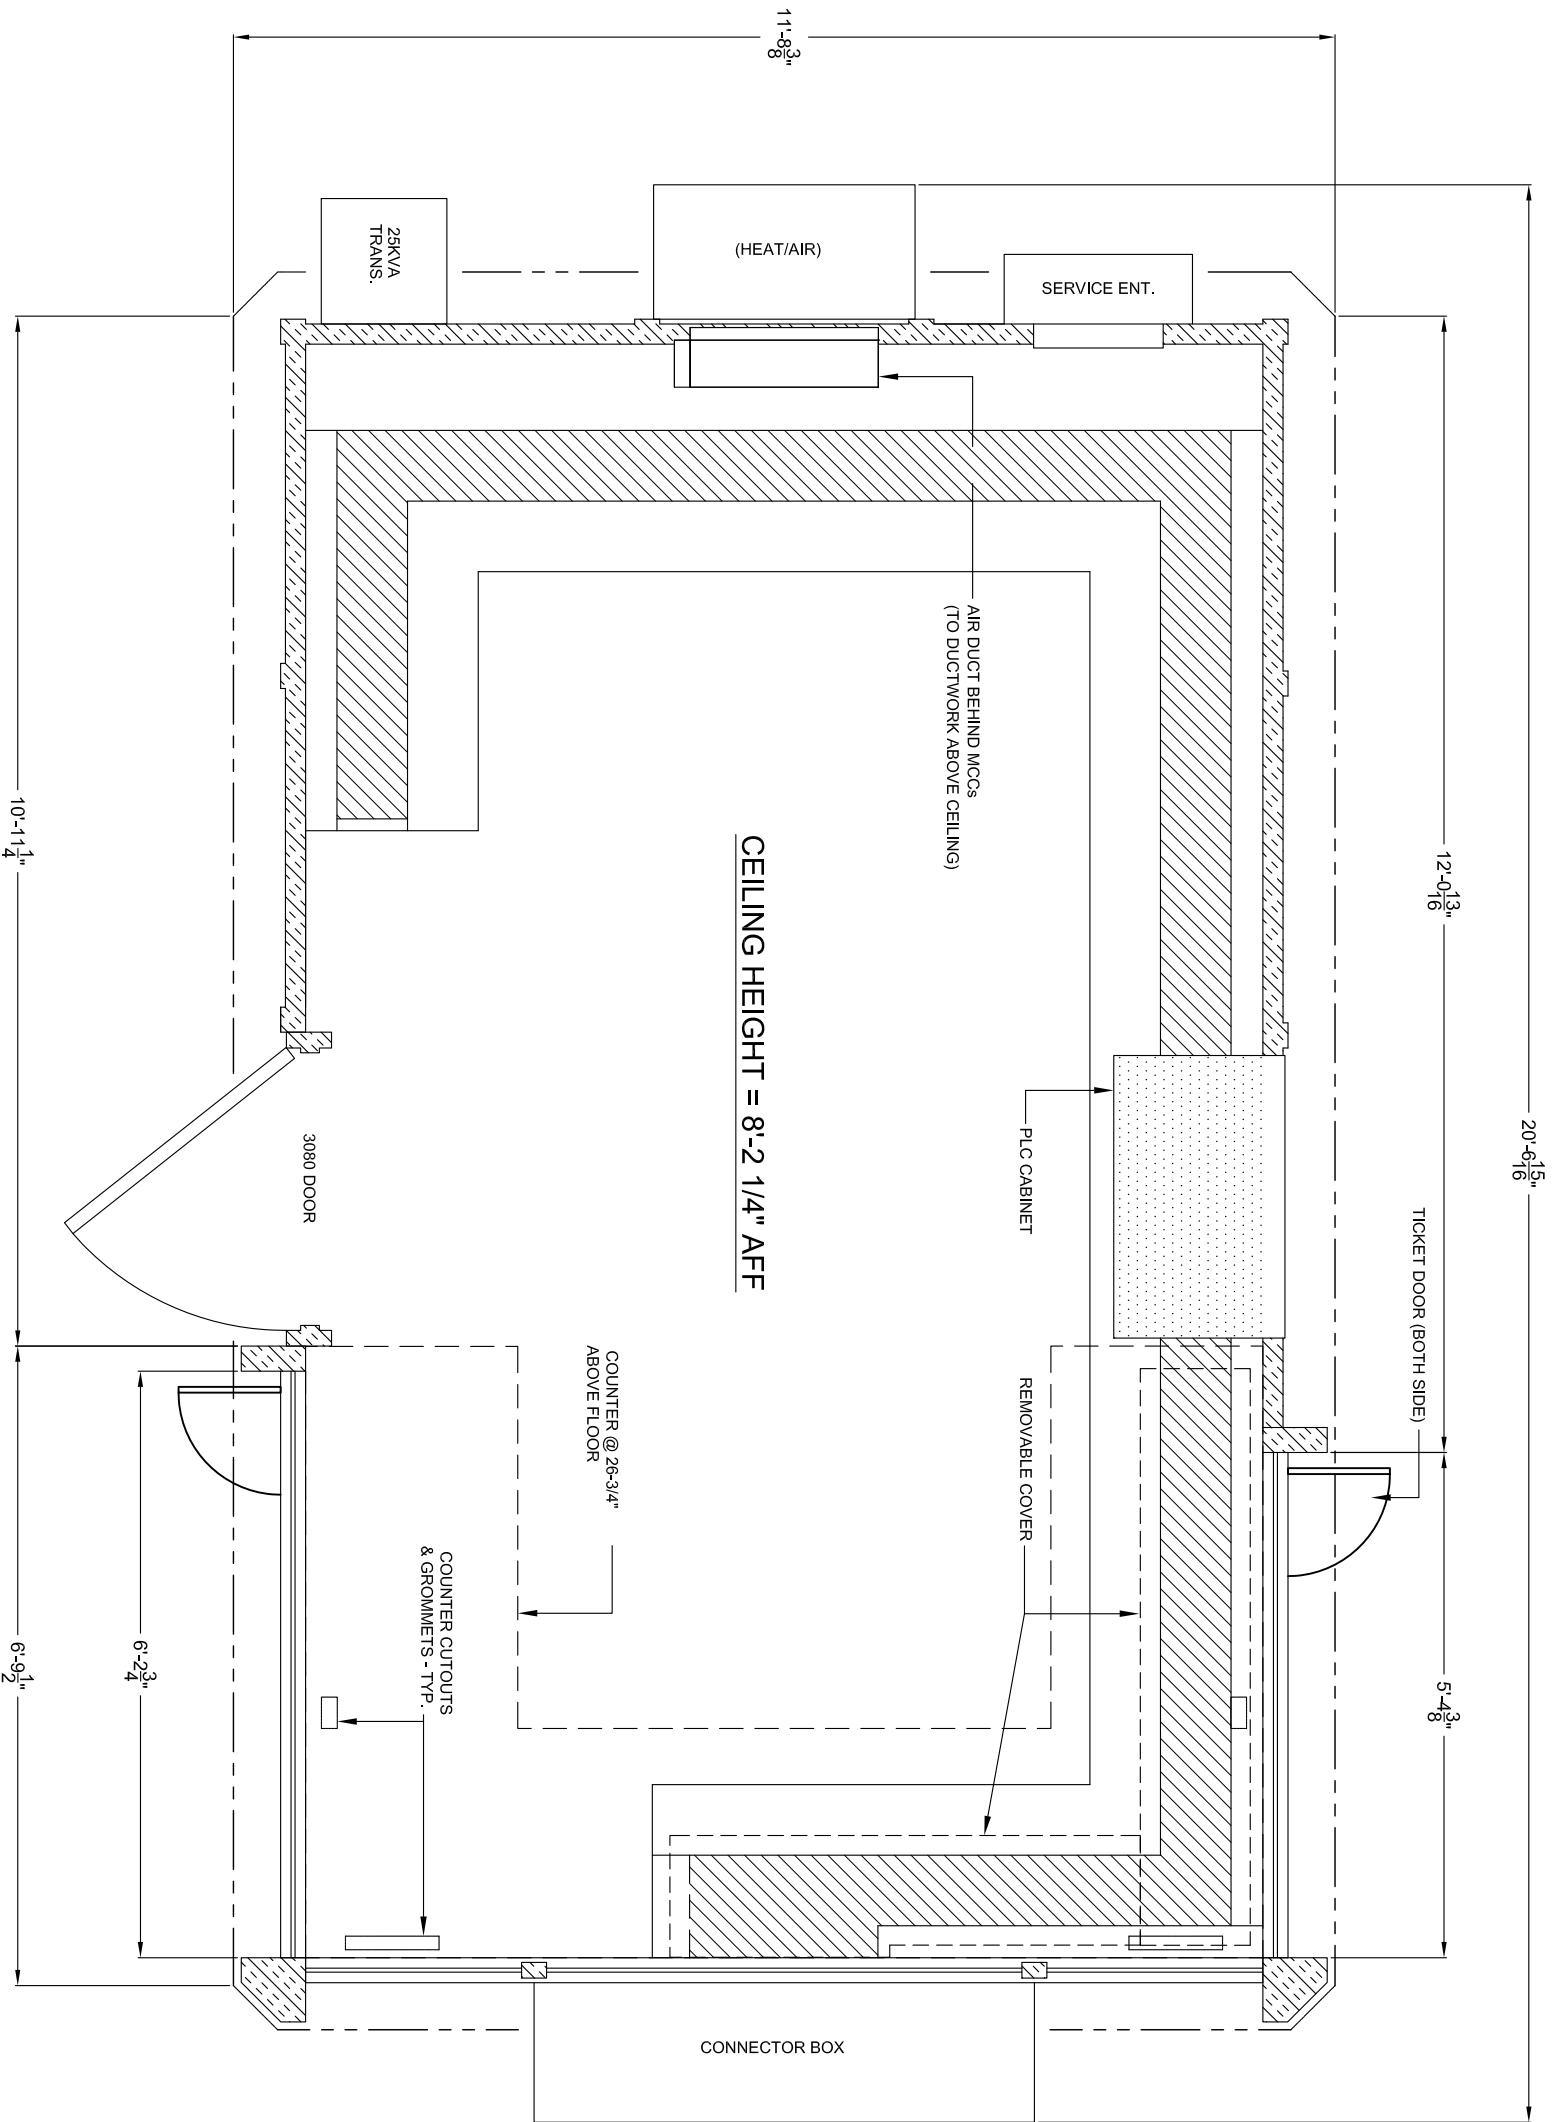 20'-6 15/16"
12'-0 13/16"
5'-4 3/8"
TICKET DOOR (BOTH SIDE)
11'-8 3/8"
SERVICE ENT.
(HEAT/AIR)
25KVA
TRANS.
AIR DUCT BEHIND MCCs
(TO DUCTWORK ABOVE CEILING)
PLC CABINET
REMOVABLE COVER
CEILING HEIGHT = 8'-2 1/4" AFF
COUNTER @ 26-3/4"
ABOVE FLOOR
COUNTER CUTOUTS
& GROMMETS - TYP.
3080 DOOR
CONNECTOR BOX
6'-2 3/4"
10'-11 1/4"
6'-9 1/2"